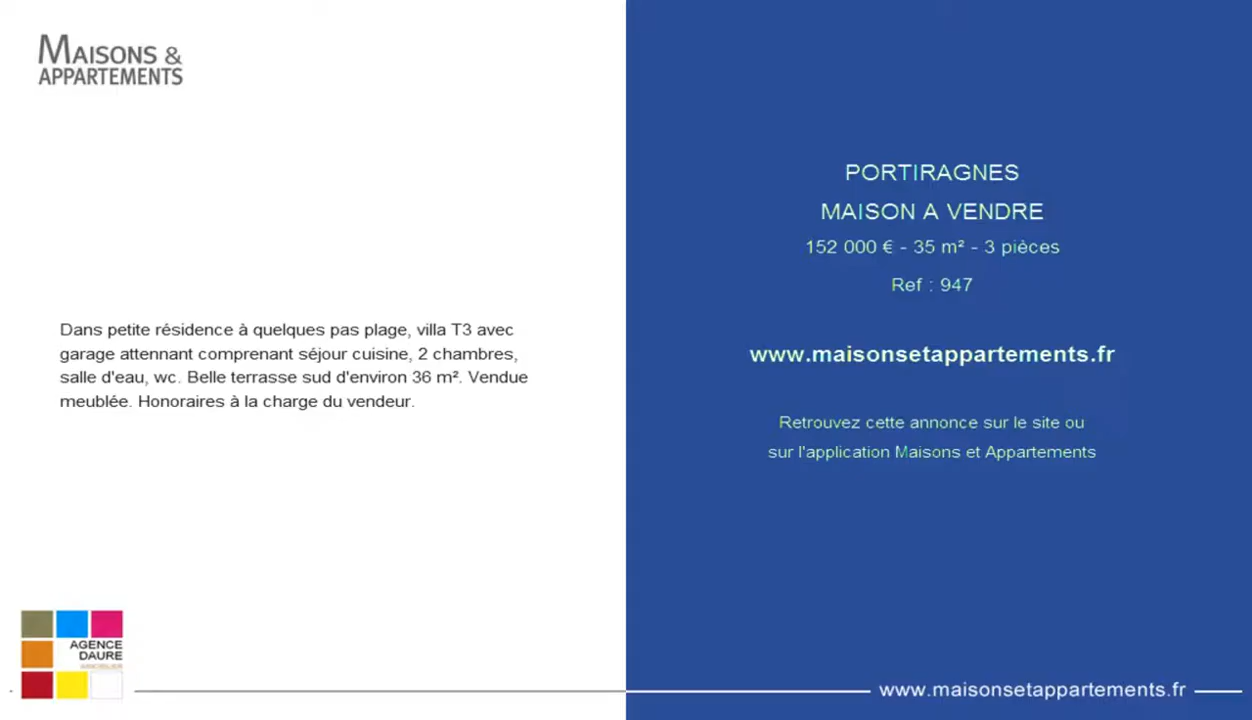 MAISONS &
APPARTEMENTS
Dans petite résidence à quelques pas plage, villa T3 avec
garage attennant comprenant séjour cuisine, 2 chambres,
salle d'eau, wc. Belle terrasse sud d'environ 36 m². Vendue
meublée. Honoraires à la charge du vendeur.
AGENCE
DAURE
IMMOBILIER
PORTIRAGNES
MAISON A VENDRE
152 000 € - 35 m² - 3 pièces
Ref : 947
www.maisonsetappartements.fr
Retrouvez cette annonce sur le site ou
sur l'application Maisons et Appartements
www.maisonsetappartements.fr